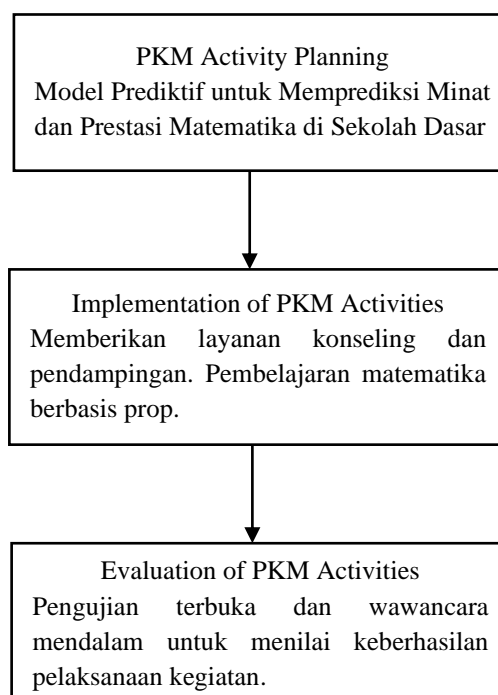 PKM Activity Planning
Model Prediktif untuk Memprediksi Minat
dan Prestasi Matematika di Sekolah Dasar
Implementation of PKM Activities
Memberikan layanan konseling dan
pendampingan. Pembelajaran matematika
berbasis prop.
Evaluation of PKM Activities
Pengujian terbuka dan wawancara
mendalam untuk menilai keberhasilan
pelaksanaan kegiatan.